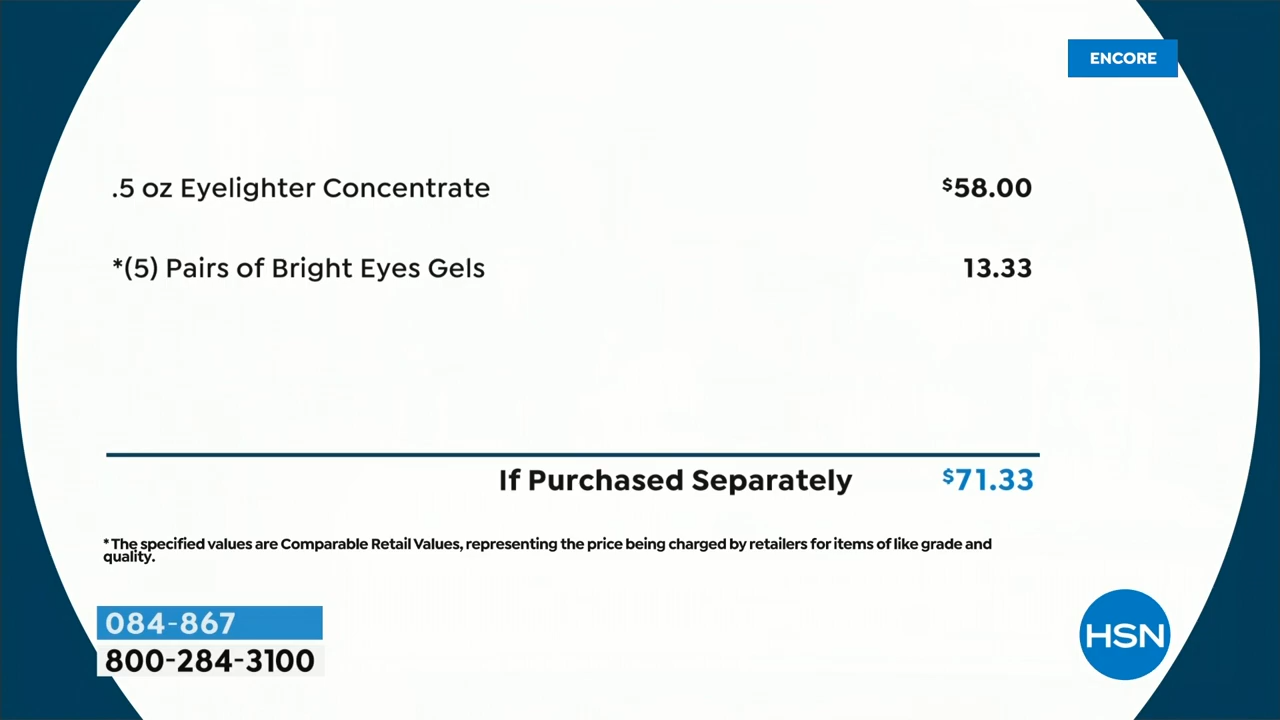 ENCORE
.5 oz Eyelighter Concentrate $58.00
*(5) Pairs of Bright Eyes Gels 13.33
If Purchased Separately $71.33
*The specified values are Comparable Retail Values, representing the price being charged by retailers for items of like grade and
quality.
084-867
800-284-3100
HSN